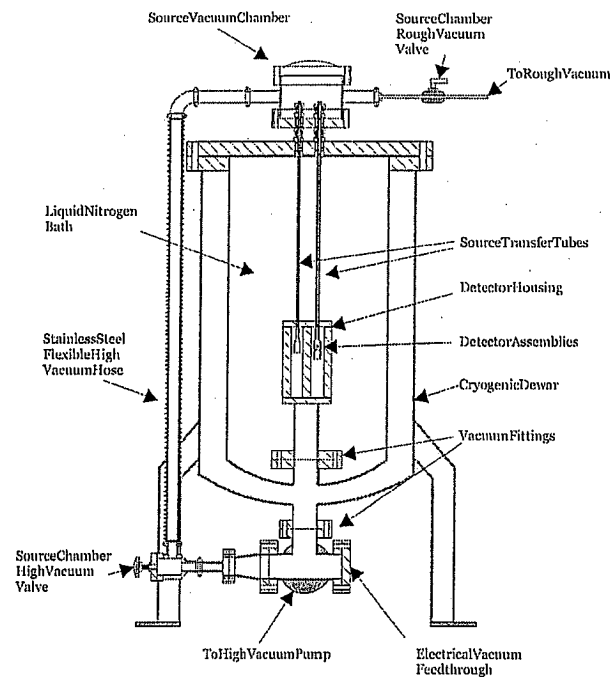 SourceVacuumChamber
SourceChamber
RoughVacuum
Valve
ToRoughVacuum
LiquidNitrogen
Bath
SourceTransferTubes
DetectorHousing
StainlessSteel
FlexibleHigh
VacuumHose
DetectorAssemblies
CryogenicDewar
VacuumFittings
SourceChamber
HighVacuum
Valve
ToHighVacuumPump
ElectricalVacuum
Feedthrough